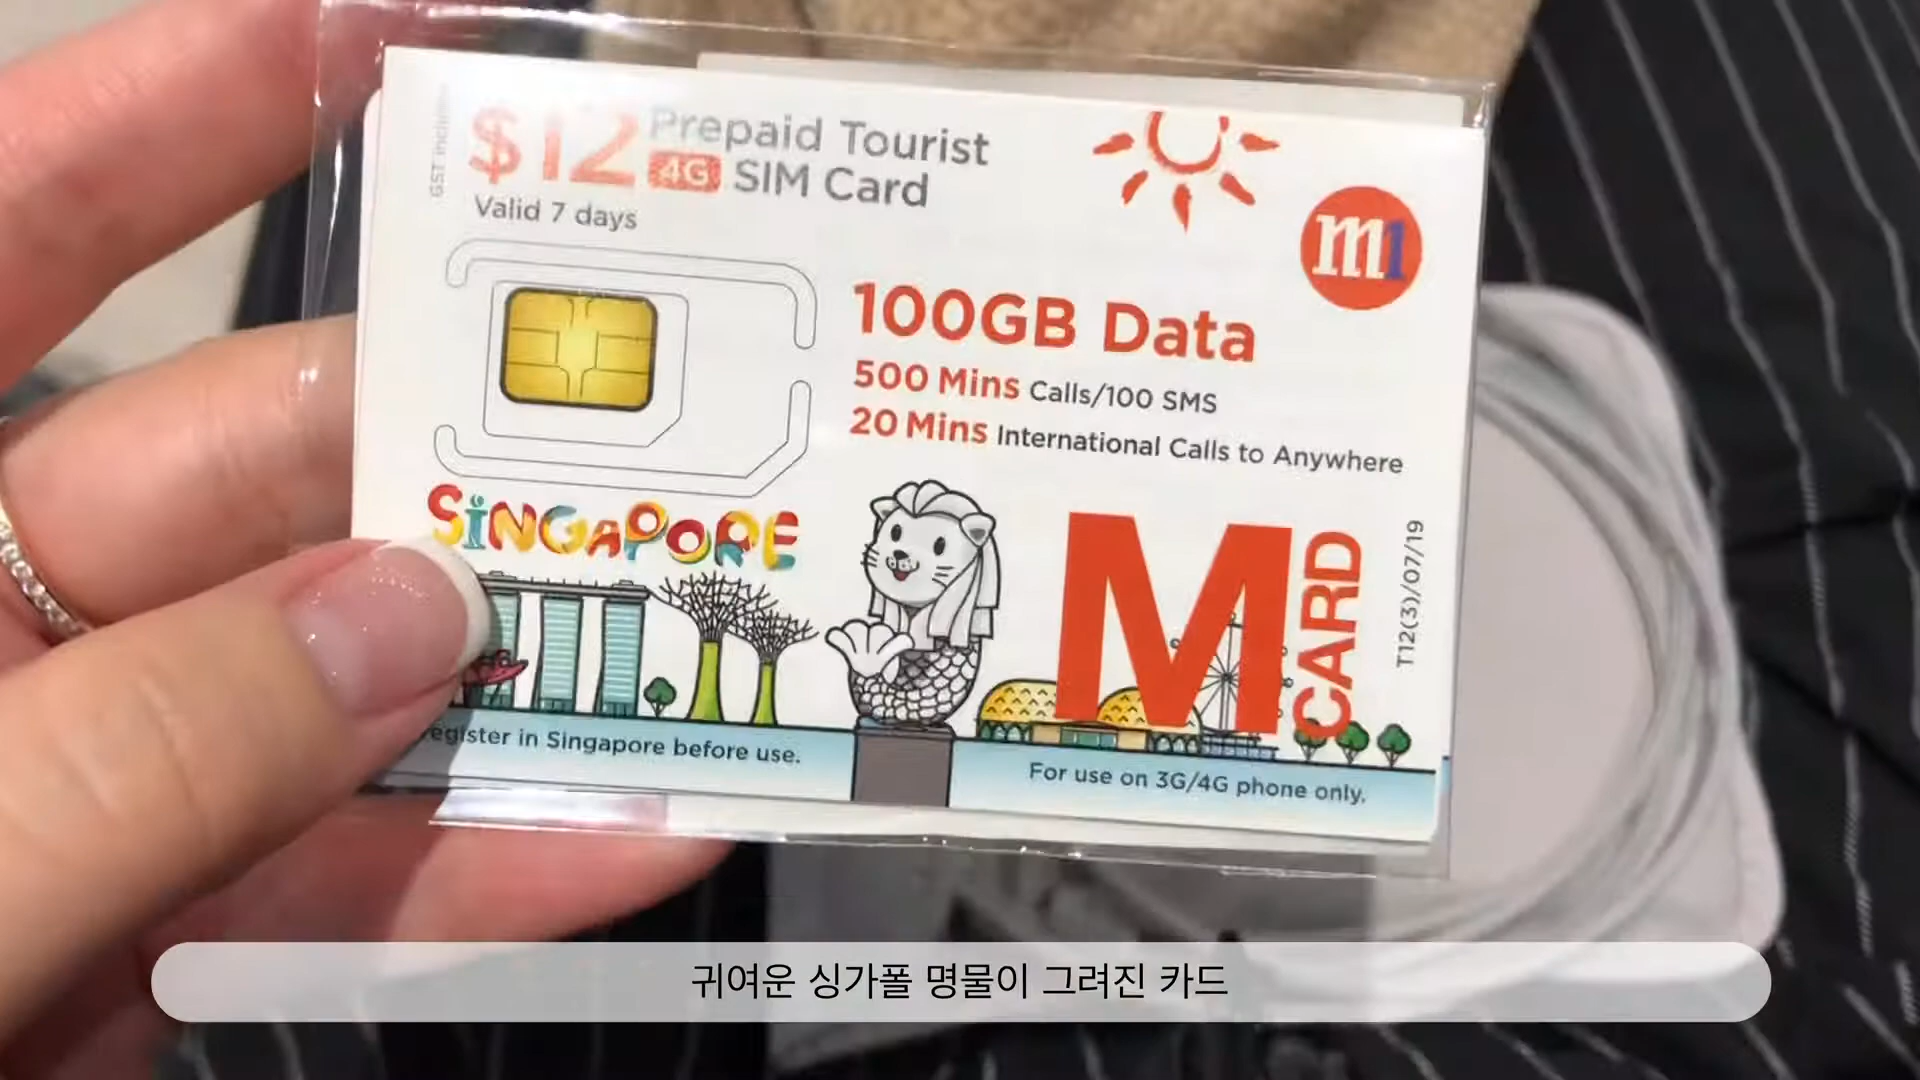 GST inclusive
$12 Prepaid Tourist
4G SIM Card
Valid 7 days
m1
100GB Data
500 Mins Calls/100 SMS
20 Mins International Calls to Anywhere
SiNGAPORE
M CARD
T12(3)/07/19
register in Singapore before use.
For use on 3G/4G phone only.
귀여운 싱가폴 명물이 그려진 카드